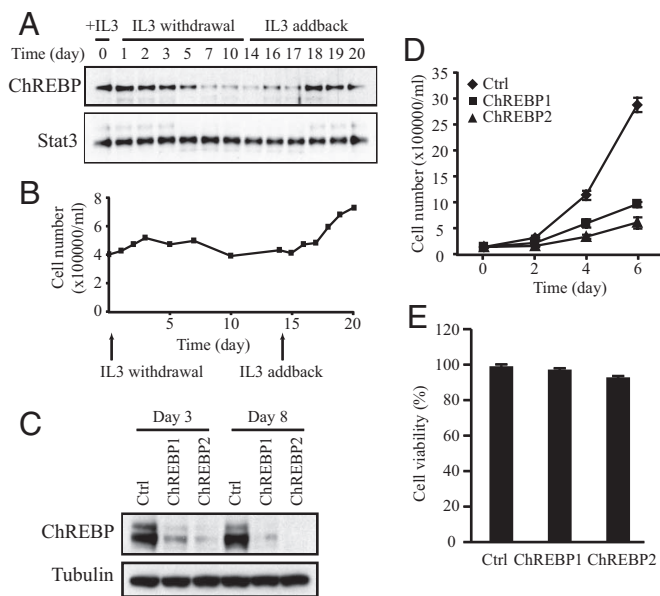 A
+IL3 IL3 withdrawal IL3 addback
Time (day) 0 1 2 3 5 7 10 14 16 17 18 19 20
ChREBP
Stat3
B
Cell number
(x100000/ml)
8
6
4
2
0
5 10 15 20
Time (day)
IL3 withdrawal IL3 addback
C
Day 3 Day 8
Ctrl ChREBP1 ChREBP2 Ctrl ChREBP1 ChREBP2
ChREBP
Tubulin
D
Cell number (x100000/ml)
35
30
25
20
15
10
5
0
Ctrl
ChREBP1
ChREBP2
0 2 4 6
Time (day)
E
Cell viability (%)
120
100
80
60
40
20
0
Ctrl ChREBP1 ChREBP2